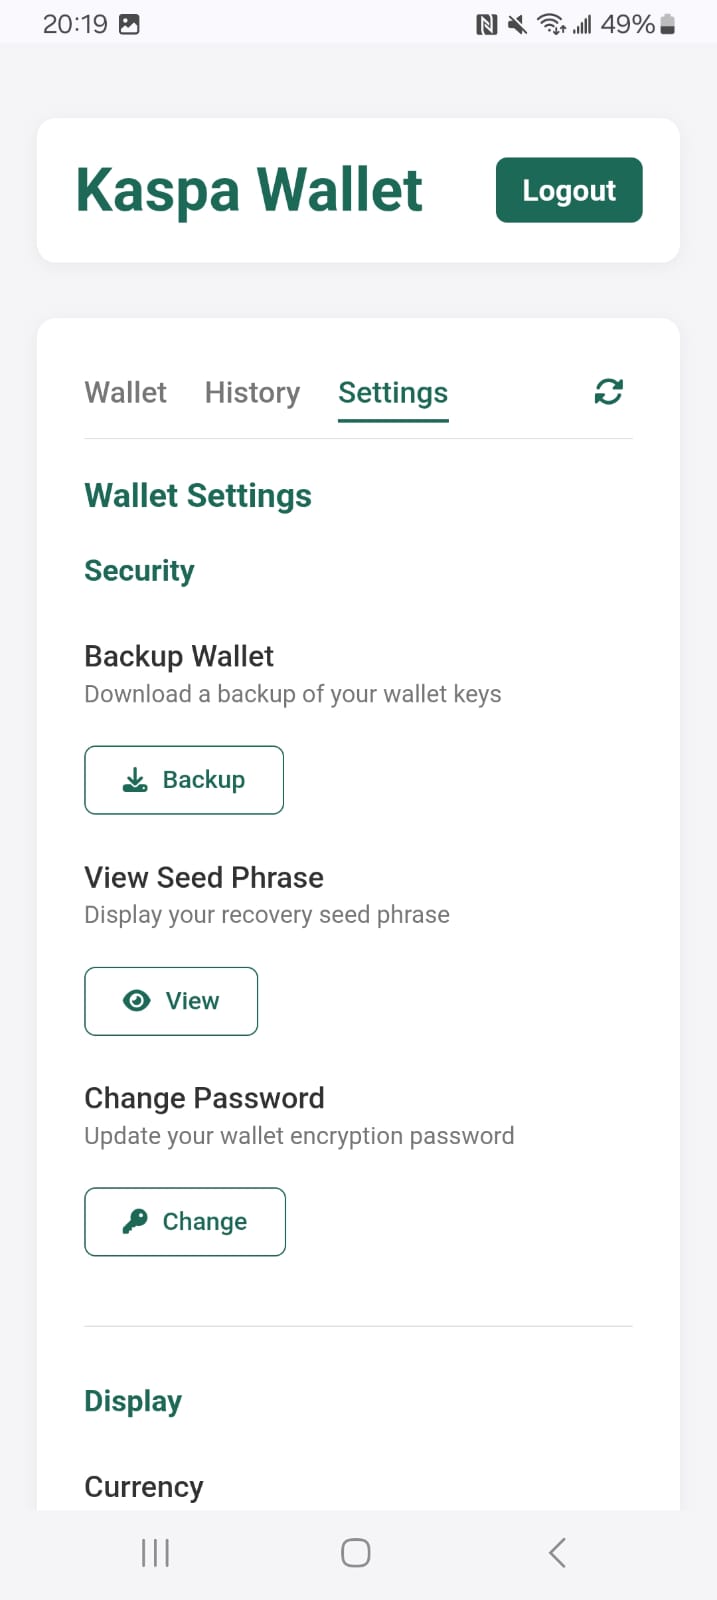 20:19
49%
Kaspa Wallet
Logout
Wallet History Settings
Wallet Settings
Security
Backup Wallet
Download a backup of your wallet keys
Backup
View Seed Phrase
Display your recovery seed phrase
View
Change Password
Update your wallet encryption password
Change
Display
Currency